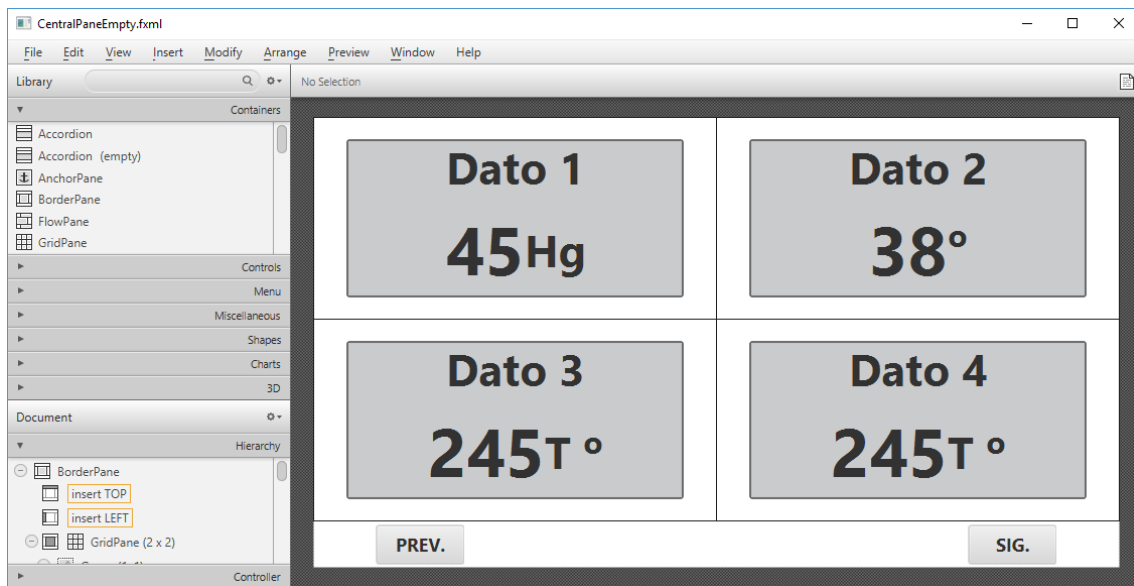 CentralPaneEmpty.fxml
File Edit View Insert Modify Arrange Preview Window Help
Library
No Selection
Containers
Accordion
Accordion (empty)
AnchorPane
BorderPane
FlowPane
GridPane
Controls
Menu
Miscellaneous
Shapes
Charts
3D
Document
Hierarchy
BorderPane
insert TOP
insert LEFT
GridPane (2 x 2)
Controller
Dato 1
45Hg
Dato 2
38º
Dato 3
245T º
Dato 4
245T º
PREV.
SIG.